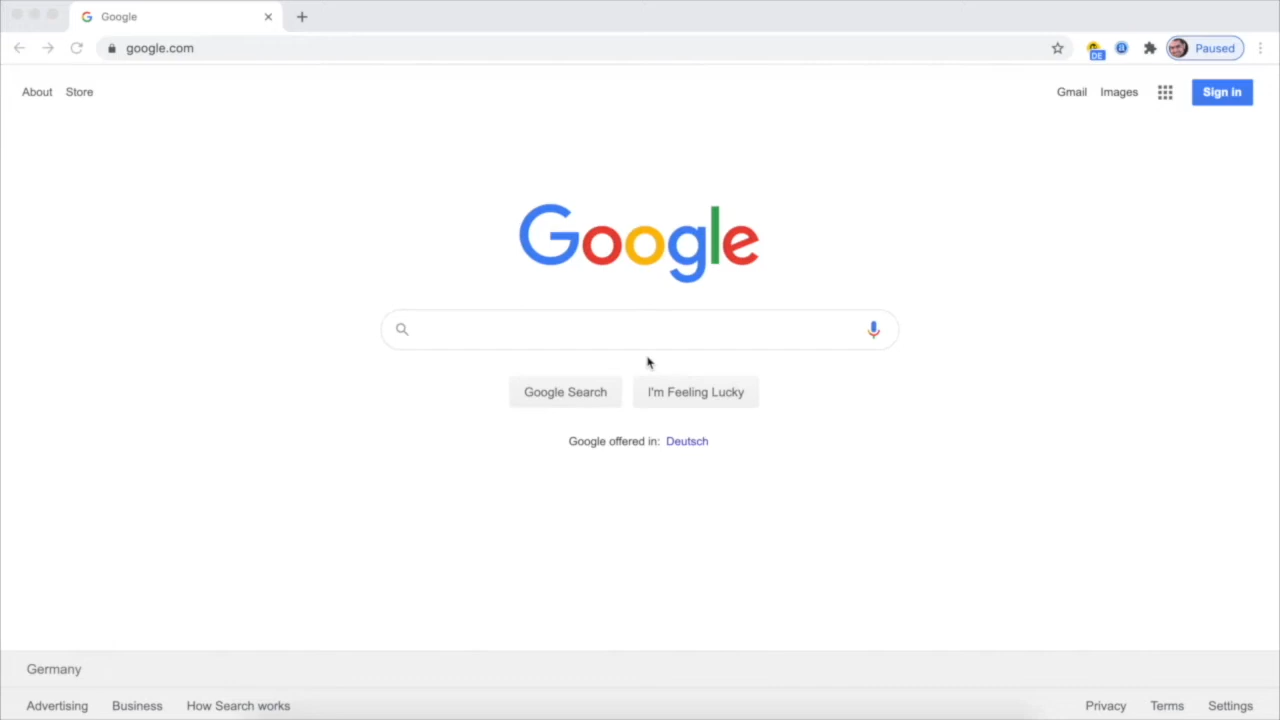 Google
google.com
DE
Paused
About Store
Gmail Images Sign in
Google
Google Search I'm Feeling Lucky
Google offered in: Deutsch
Germany
Advertising Business How Search works
Privacy Terms Settings